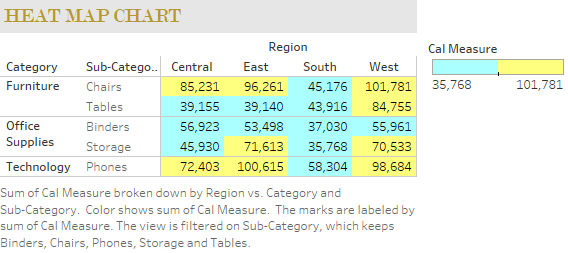 HEAT MAP CHART
Region
Cal Measure
Category Sub-Catego.. Central East South West
35,768 101,781
Furniture Chairs 85,231 96,261 45,176 101,781
Tables 39,155 39,140 43,916 84,755
Office Supplies Binders 56,923 53,498 37,030 55,961
Storage 45,930 71,613 35,768 70,533
Technology Phones 72,403 100,615 58,304 98,684
Sum of Cal Measure broken down by Region vs. Category and
Sub-Category. Color shows sum of Cal Measure. The marks are labeled by
sum of Cal Measure. The view is filtered on Sub-Category, which keeps
Binders, Chairs, Phones, Storage and Tables.